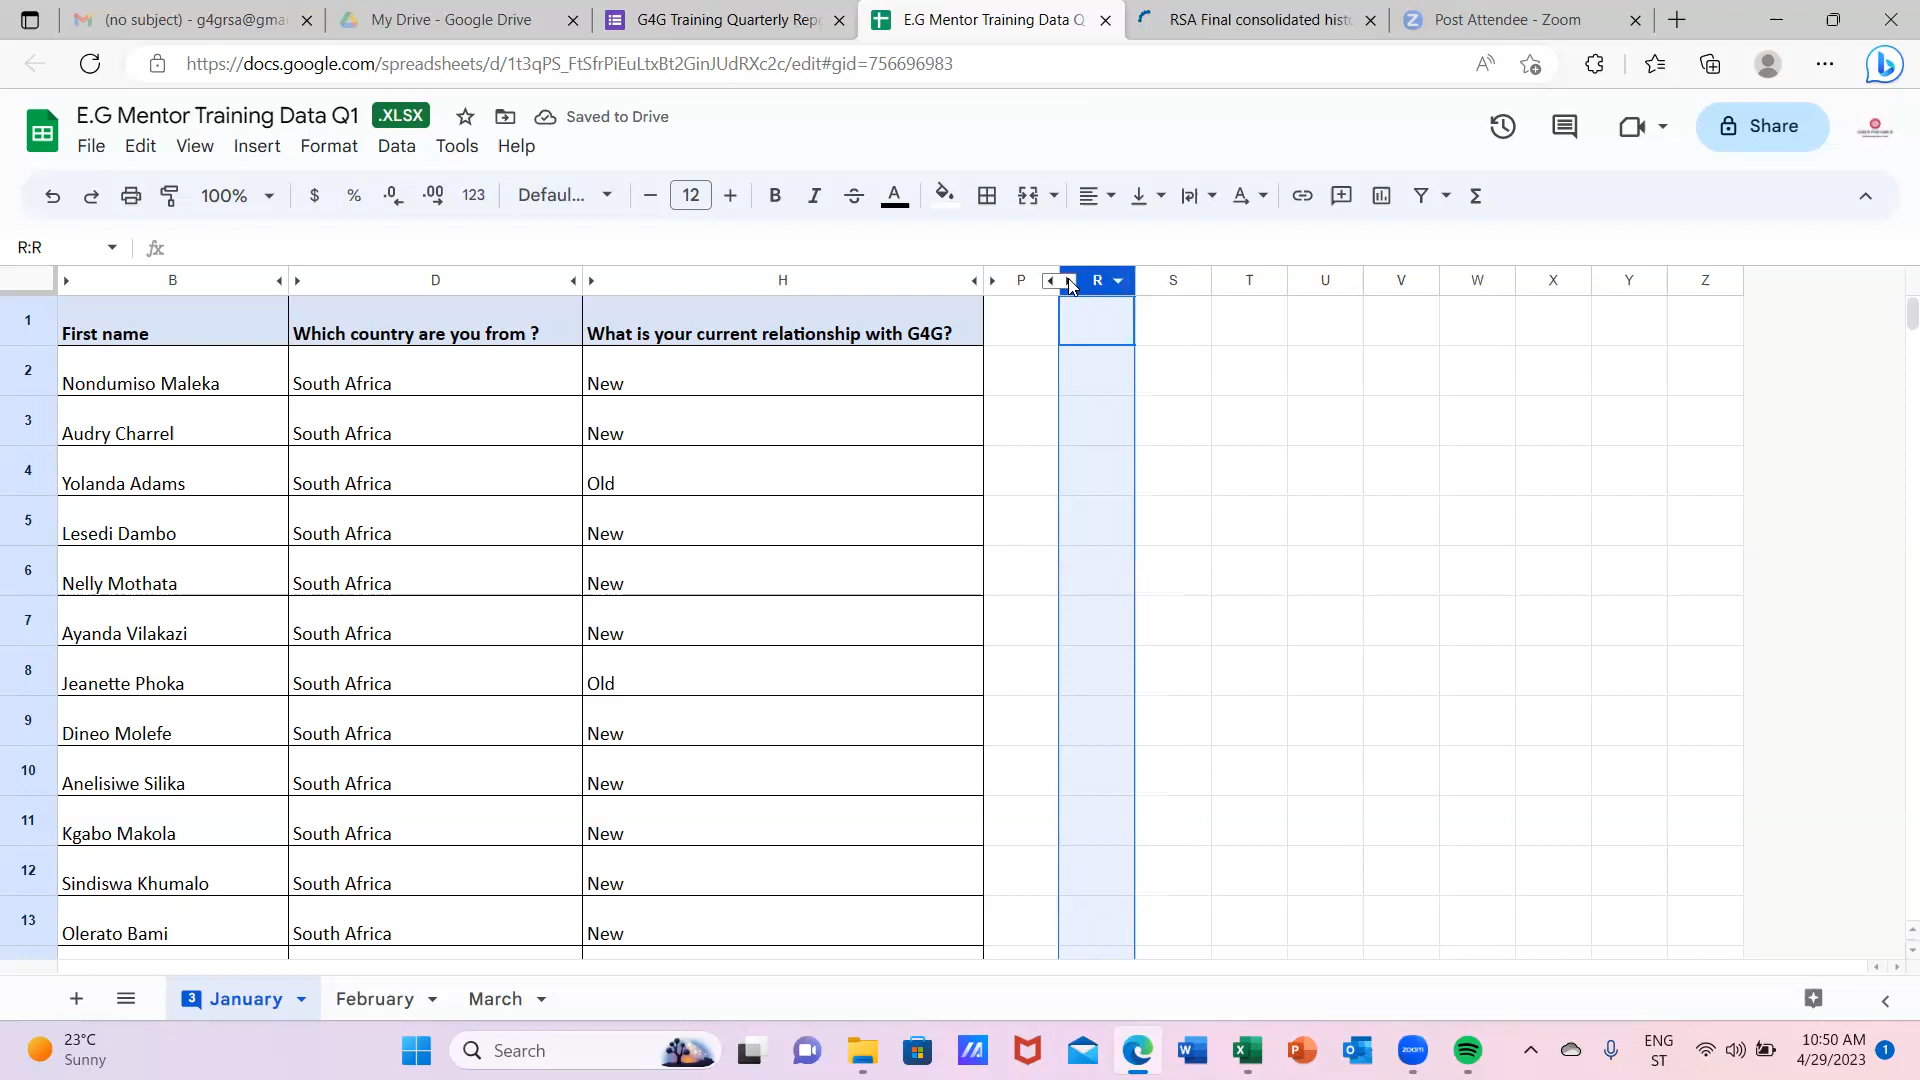 (no subject) - g4grsa@gmai
My Drive - Google Drive
G4G Training Quarterly Repo
E.G Mentor Training Data Q
RSA Final consolidated histo
Post Attendee - Zoom
https://docs.google.com/spreadsheets/d/1t3qPS_FtSfrPiEuLtxBt2GinJUdRXc2c/edit#gid=756696983
E.G Mentor Training Data Q1 .XLSX Saved to Drive
File Edit View Insert Format Data Tools Help
Share
100% $ % .0 .00 123 Defaul... 12 B I A
R:R
B D H P R S T U V W X Y Z
1 First name Which country are you from ? What is your current relationship with G4G?
2 Nondumiso Maleka South Africa New
3 Audry Charrel South Africa New
4 Yolanda Adams South Africa Old
5 Lesedi Dambo South Africa New
6 Nelly Mothata South Africa New
7 Ayanda Vilakazi South Africa New
8 Jeanette Phoka South Africa Old
9 Dineo Molefe South Africa New
10 Anelisiwe Silika South Africa New
11 Kgabo Makola South Africa New
12 Sindiswa Khumalo South Africa New
13 Olerato Bami South Africa New
3 January February March
23°C
Sunny
Search
zoom
ENG
ST
10:50 AM
4/29/2023
1